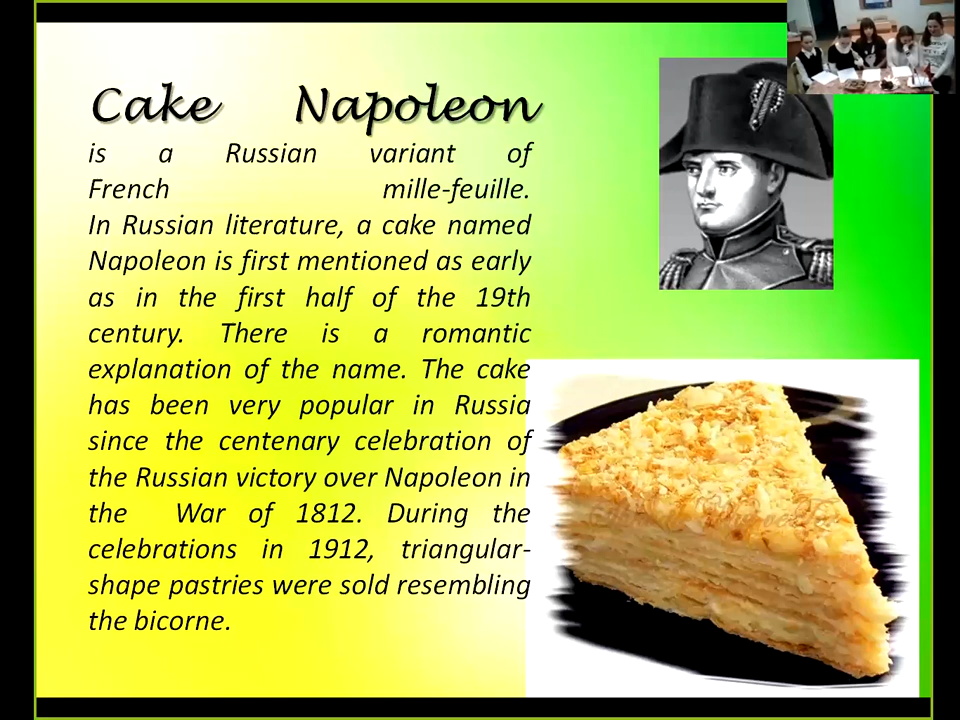 Cake Napoleon
is a Russian variant of
French mille-feuille.
In Russian literature, a cake named
Napoleon is first mentioned as early
as in the first half of the 19th
century. There is a romantic
explanation of the name. The cake
has been very popular in Russia
since the centenary celebration of
the Russian victory over Napoleon in
the War of 1812. During the
celebrations in 1912, triangular-
shape pastries were sold resembling
the bicorne.